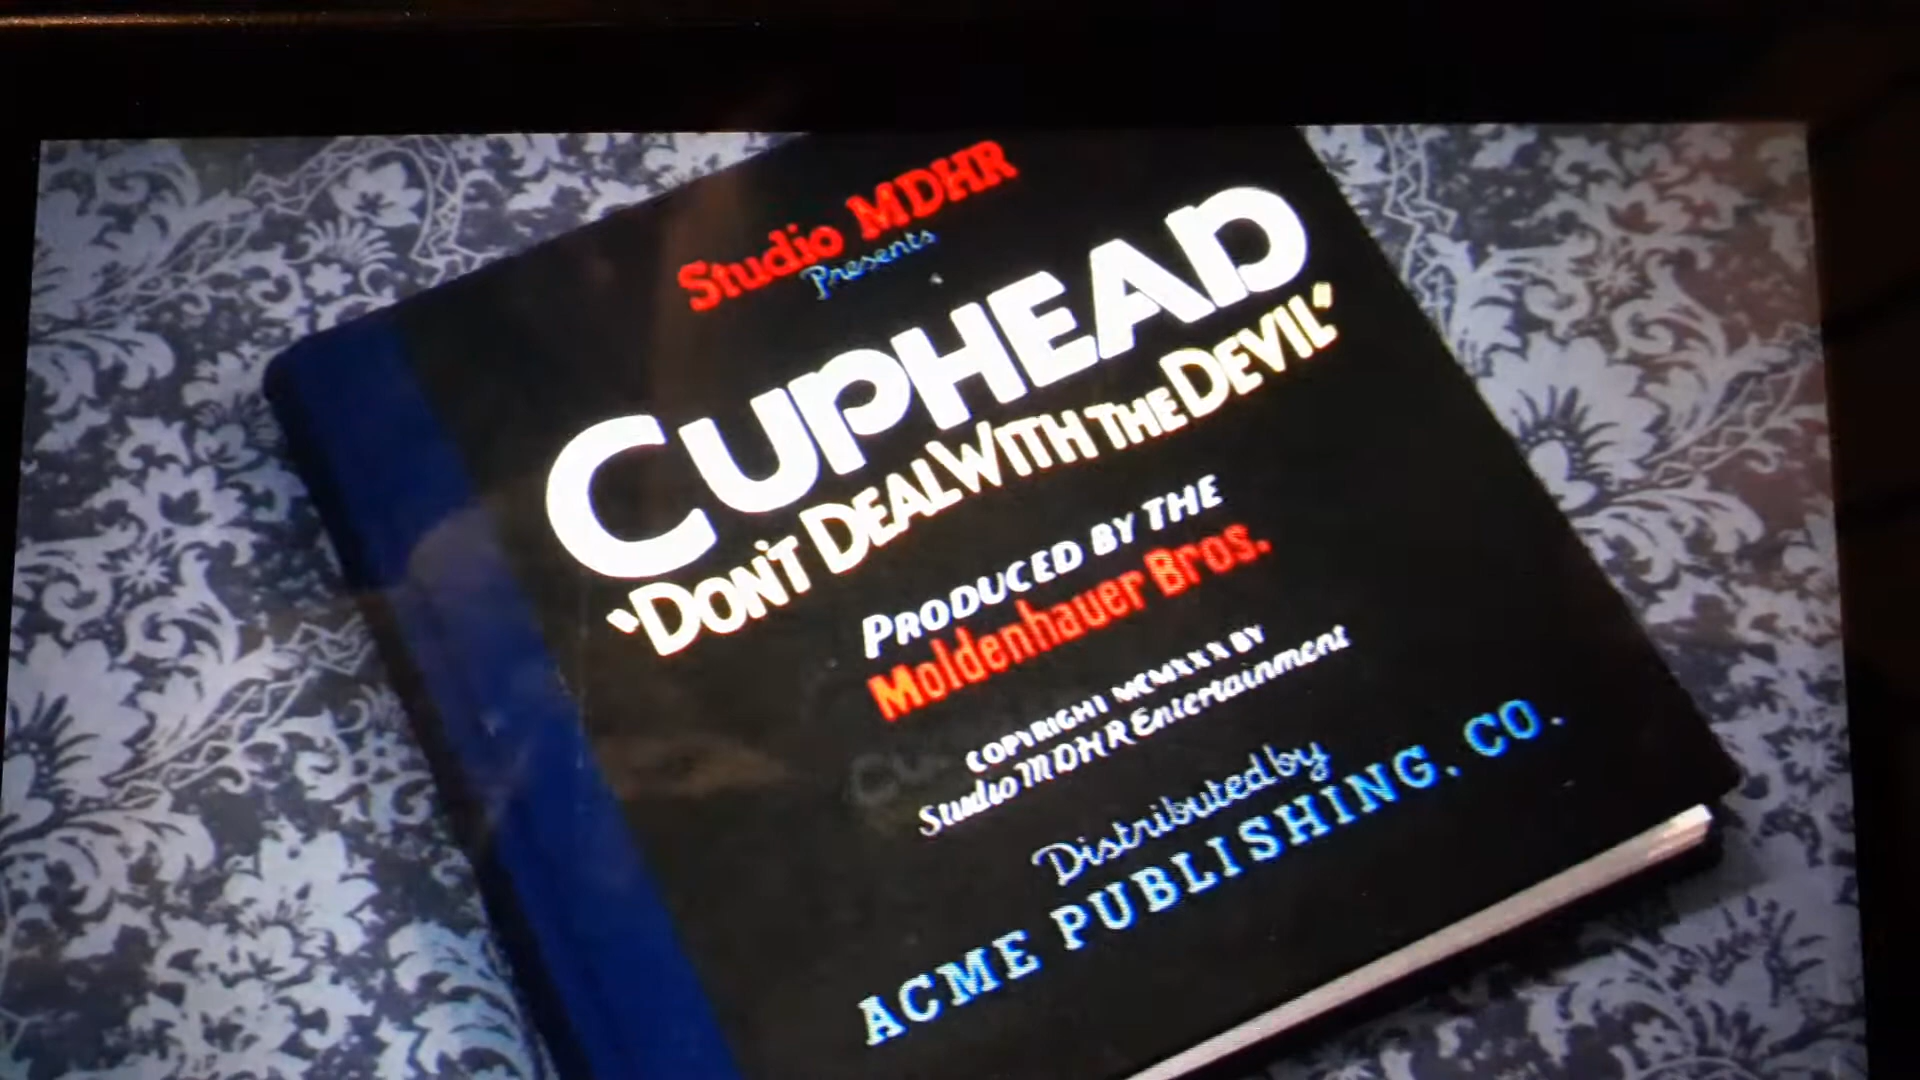 Studio MDHR
Presents
CUPHEAD
"DON'T DEAL WITH THE DEVIL"
PRODUCED BY THE
Moldenhauer Bros.
COPYRIGHT MCMXXX BY
Studio MDHR Entertainment
Distributed by
ACME PUBLISHING. CO.